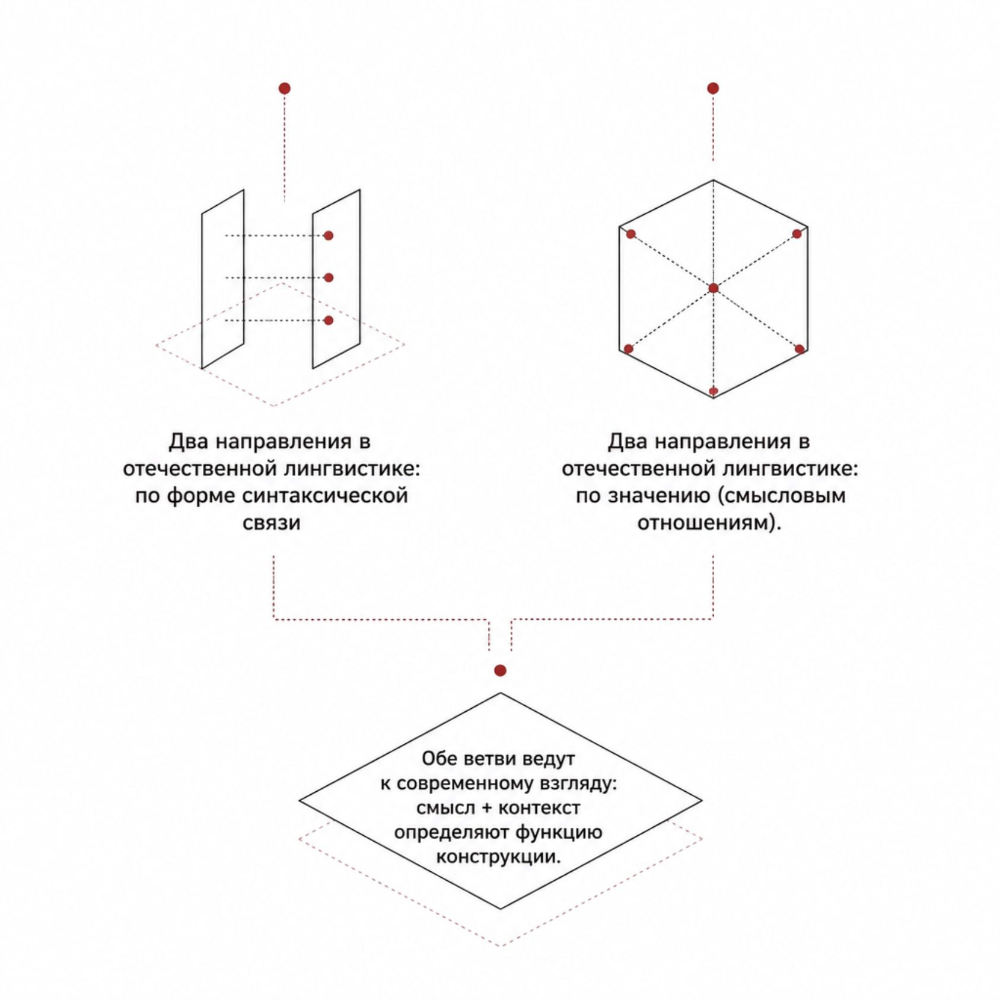 Два направления в
отечественной лингвистике:
по форме синтаксической
связи
Два направления в
отечественной лингвистике:
по значению (смысловым
отношениям).
Обе ветви ведут
к современному взгляду:
смысл + контекст
определяют функцию
конструкции.